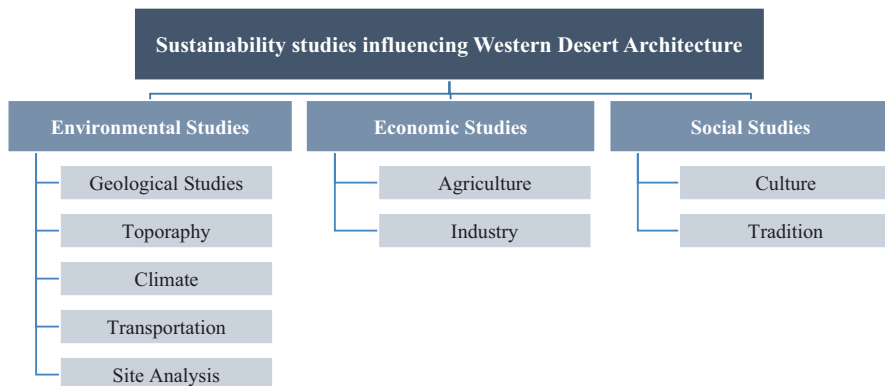 Sustainability studies influencing Western Desert Architecture
Environmental Studies
Geological Studies
Toporaphy
Climate
Transportation
Site Analysis
Economic Studies
Agriculture
Industry
Social Studies
Culture
Tradition